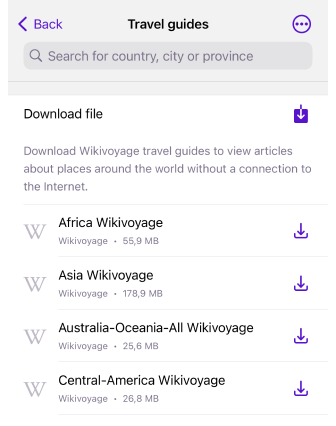 Back
Travel guides
Search for country, city or province
Download file
Download Wikivoyage travel guides to view articles
about places around the world without a connection to
the Internet.
W
Africa Wikivoyage
Wikivoyage • 55,9 MB
W
Asia Wikivoyage
Wikivoyage • 178,9 MB
W
Australia-Oceania-All Wikivoyage
Wikivoyage • 25,6 MB
W
Central-America Wikivoyage
Wikivoyage • 26,8 MB